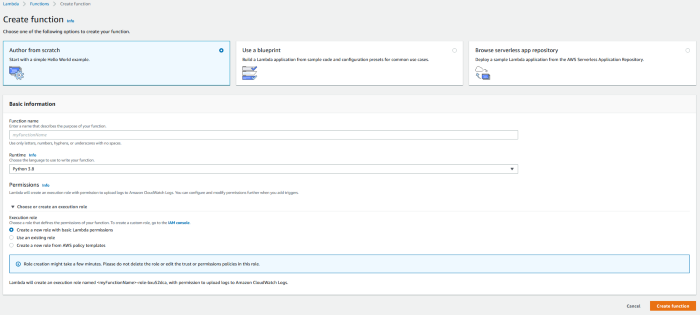 Lambda > Functions > Create function
Create function Info
Choose one of the following options to create your function.
Author from scratch
Start with a simple Hello World example.
Use a blueprint
Build a Lambda application from sample code and configuration presets for common use cases.
Browse serverless app repository
Deploy a sample Lambda application from the AWS Serverless Application Repository.
Basic information
Function name
Enter a name that describes the purpose of your function.
myFunctionName
Use only letters, numbers, hyphens, or underscores with no spaces.
Runtime Info
Choose the language to use to write your function.
Python 3.8
Permissions Info
Lambda will create an execution role with permission to upload logs to Amazon CloudWatch Logs. You can configure and modify permissions further when you add triggers.
Choose or create an execution role
Execution role
Choose a role that defines the permissions of your function. To create a custom role, go to the IAM console.
Create a new role with basic Lambda permissions
Use an existing role
Create a new role from AWS policy templates
Role creation might take a few minutes. Please do not delete the role or edit the trust or permissions policies in this role.
Lambda will create an execution role named <myFunctionName>-role-, with permission to upload logs to Amazon CloudWatch Logs.
Cancel
Create function